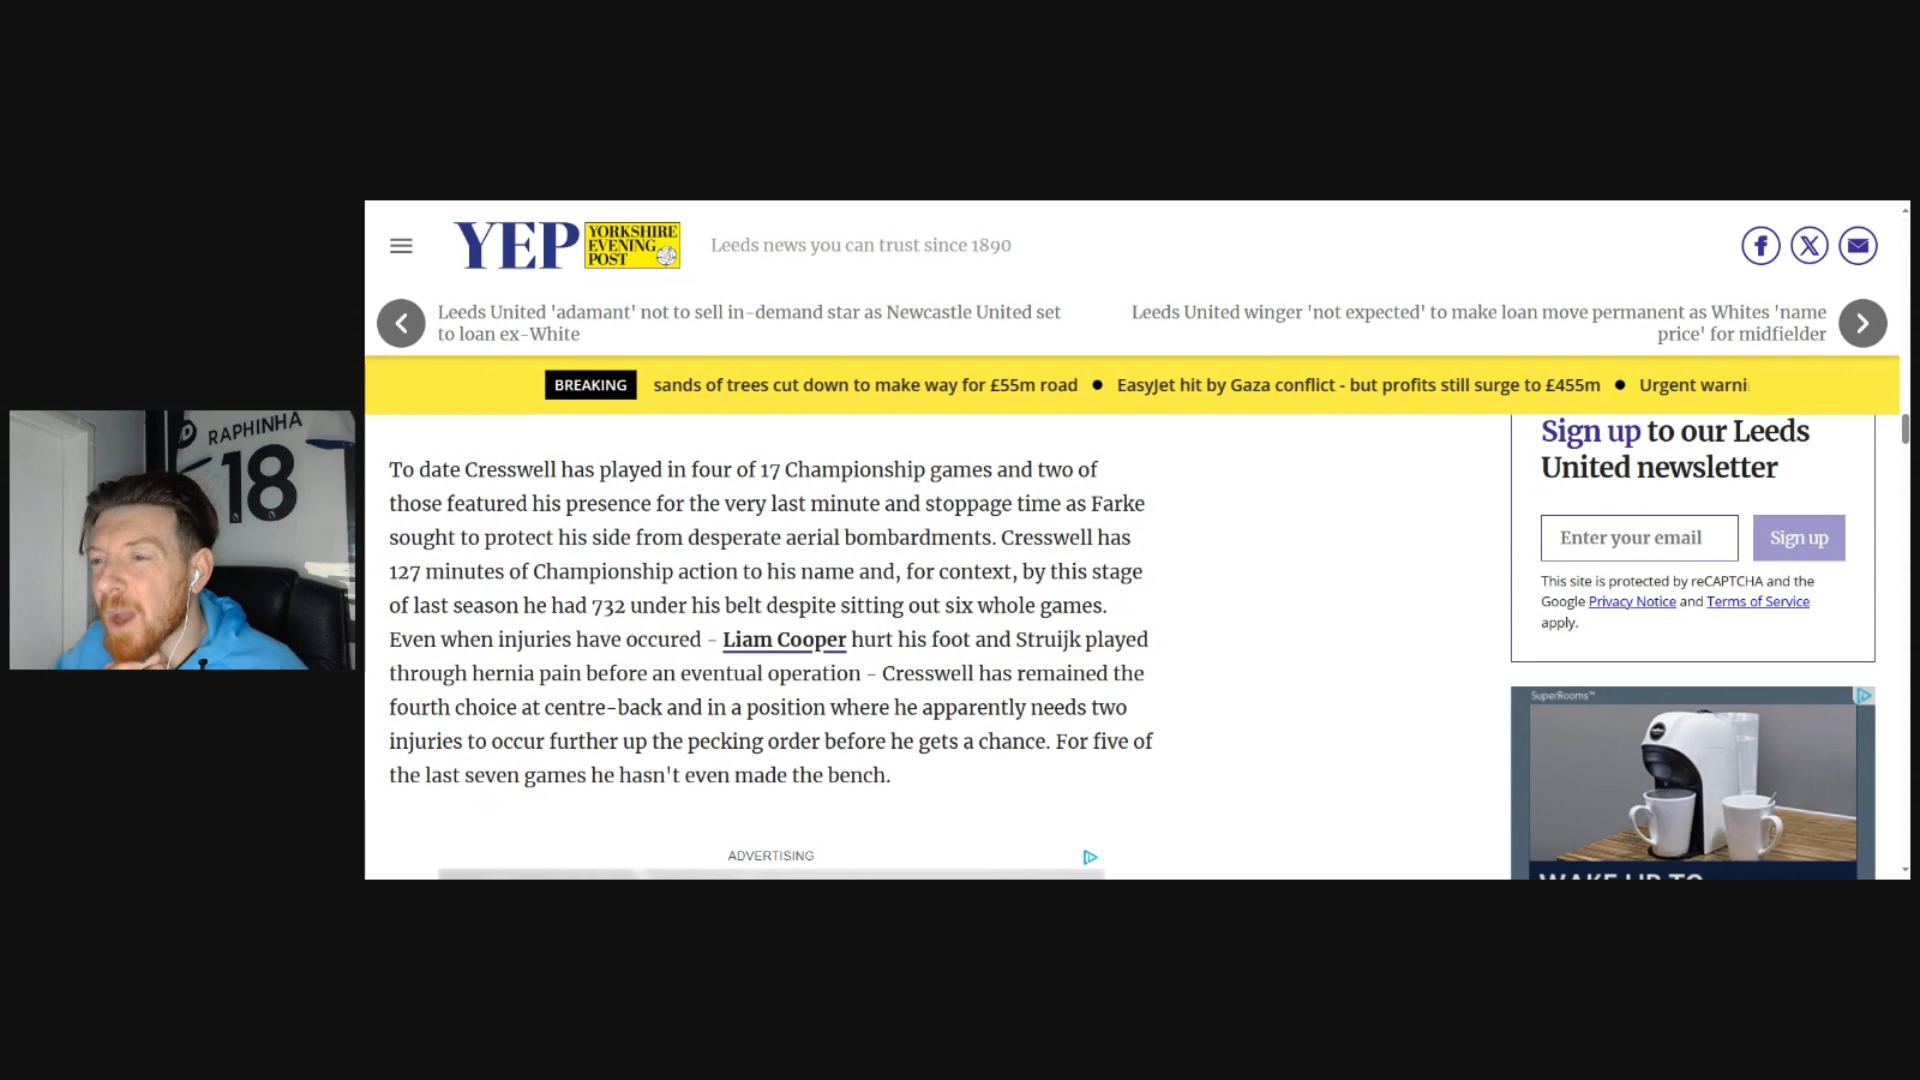 YEP
YORKSHIRE
EVENING
POST
Leeds news you can trust since 1890
Leeds United 'adamant' not to sell in-demand star as Newcastle United set
to loan ex-White
Leeds United winger 'not expected' to make loan move permanent as Whites 'name
price' for midfielder
BREAKING
sands of trees cut down to make way for £55m road ● EasyJet hit by Gaza conflict - but profits still surge to £455m ● Urgent warni
RAPHINHA
18
To date Cresswell has played in four of 17 Championship games and two of
those featured his presence for the very last minute and stoppage time as Farke
sought to protect his side from desperate aerial bombardments. Cresswell has
127 minutes of Championship action to his name and, for context, by this stage
of last season he had 732 under his belt despite sitting out six whole games.
Even when injuries have occured - Liam Cooper hurt his foot and Struijk played
through hernia pain before an eventual operation - Cresswell has remained the
fourth choice at centre-back and in a position where he apparently needs two
injuries to occur further up the pecking order before he gets a chance. For five of
the last seven games he hasn't even made the bench.
ADVERTISING
Sign up to our Leeds
United newsletter
Enter your email
Sign up
This site is protected by reCAPTCHA and the
Google Privacy Notice and Terms of Service
apply.
SuperRooms™
WAKE UP TO